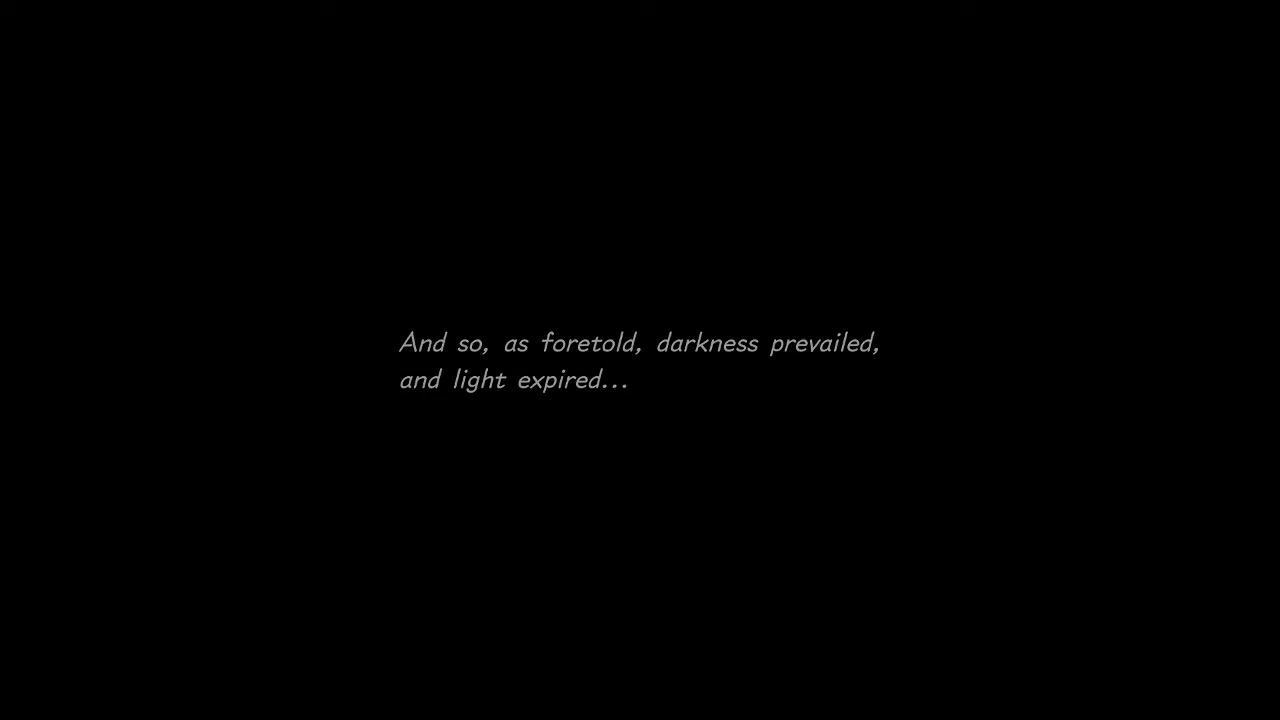 And so, as foretold, darkness prevailed,
and light expired...